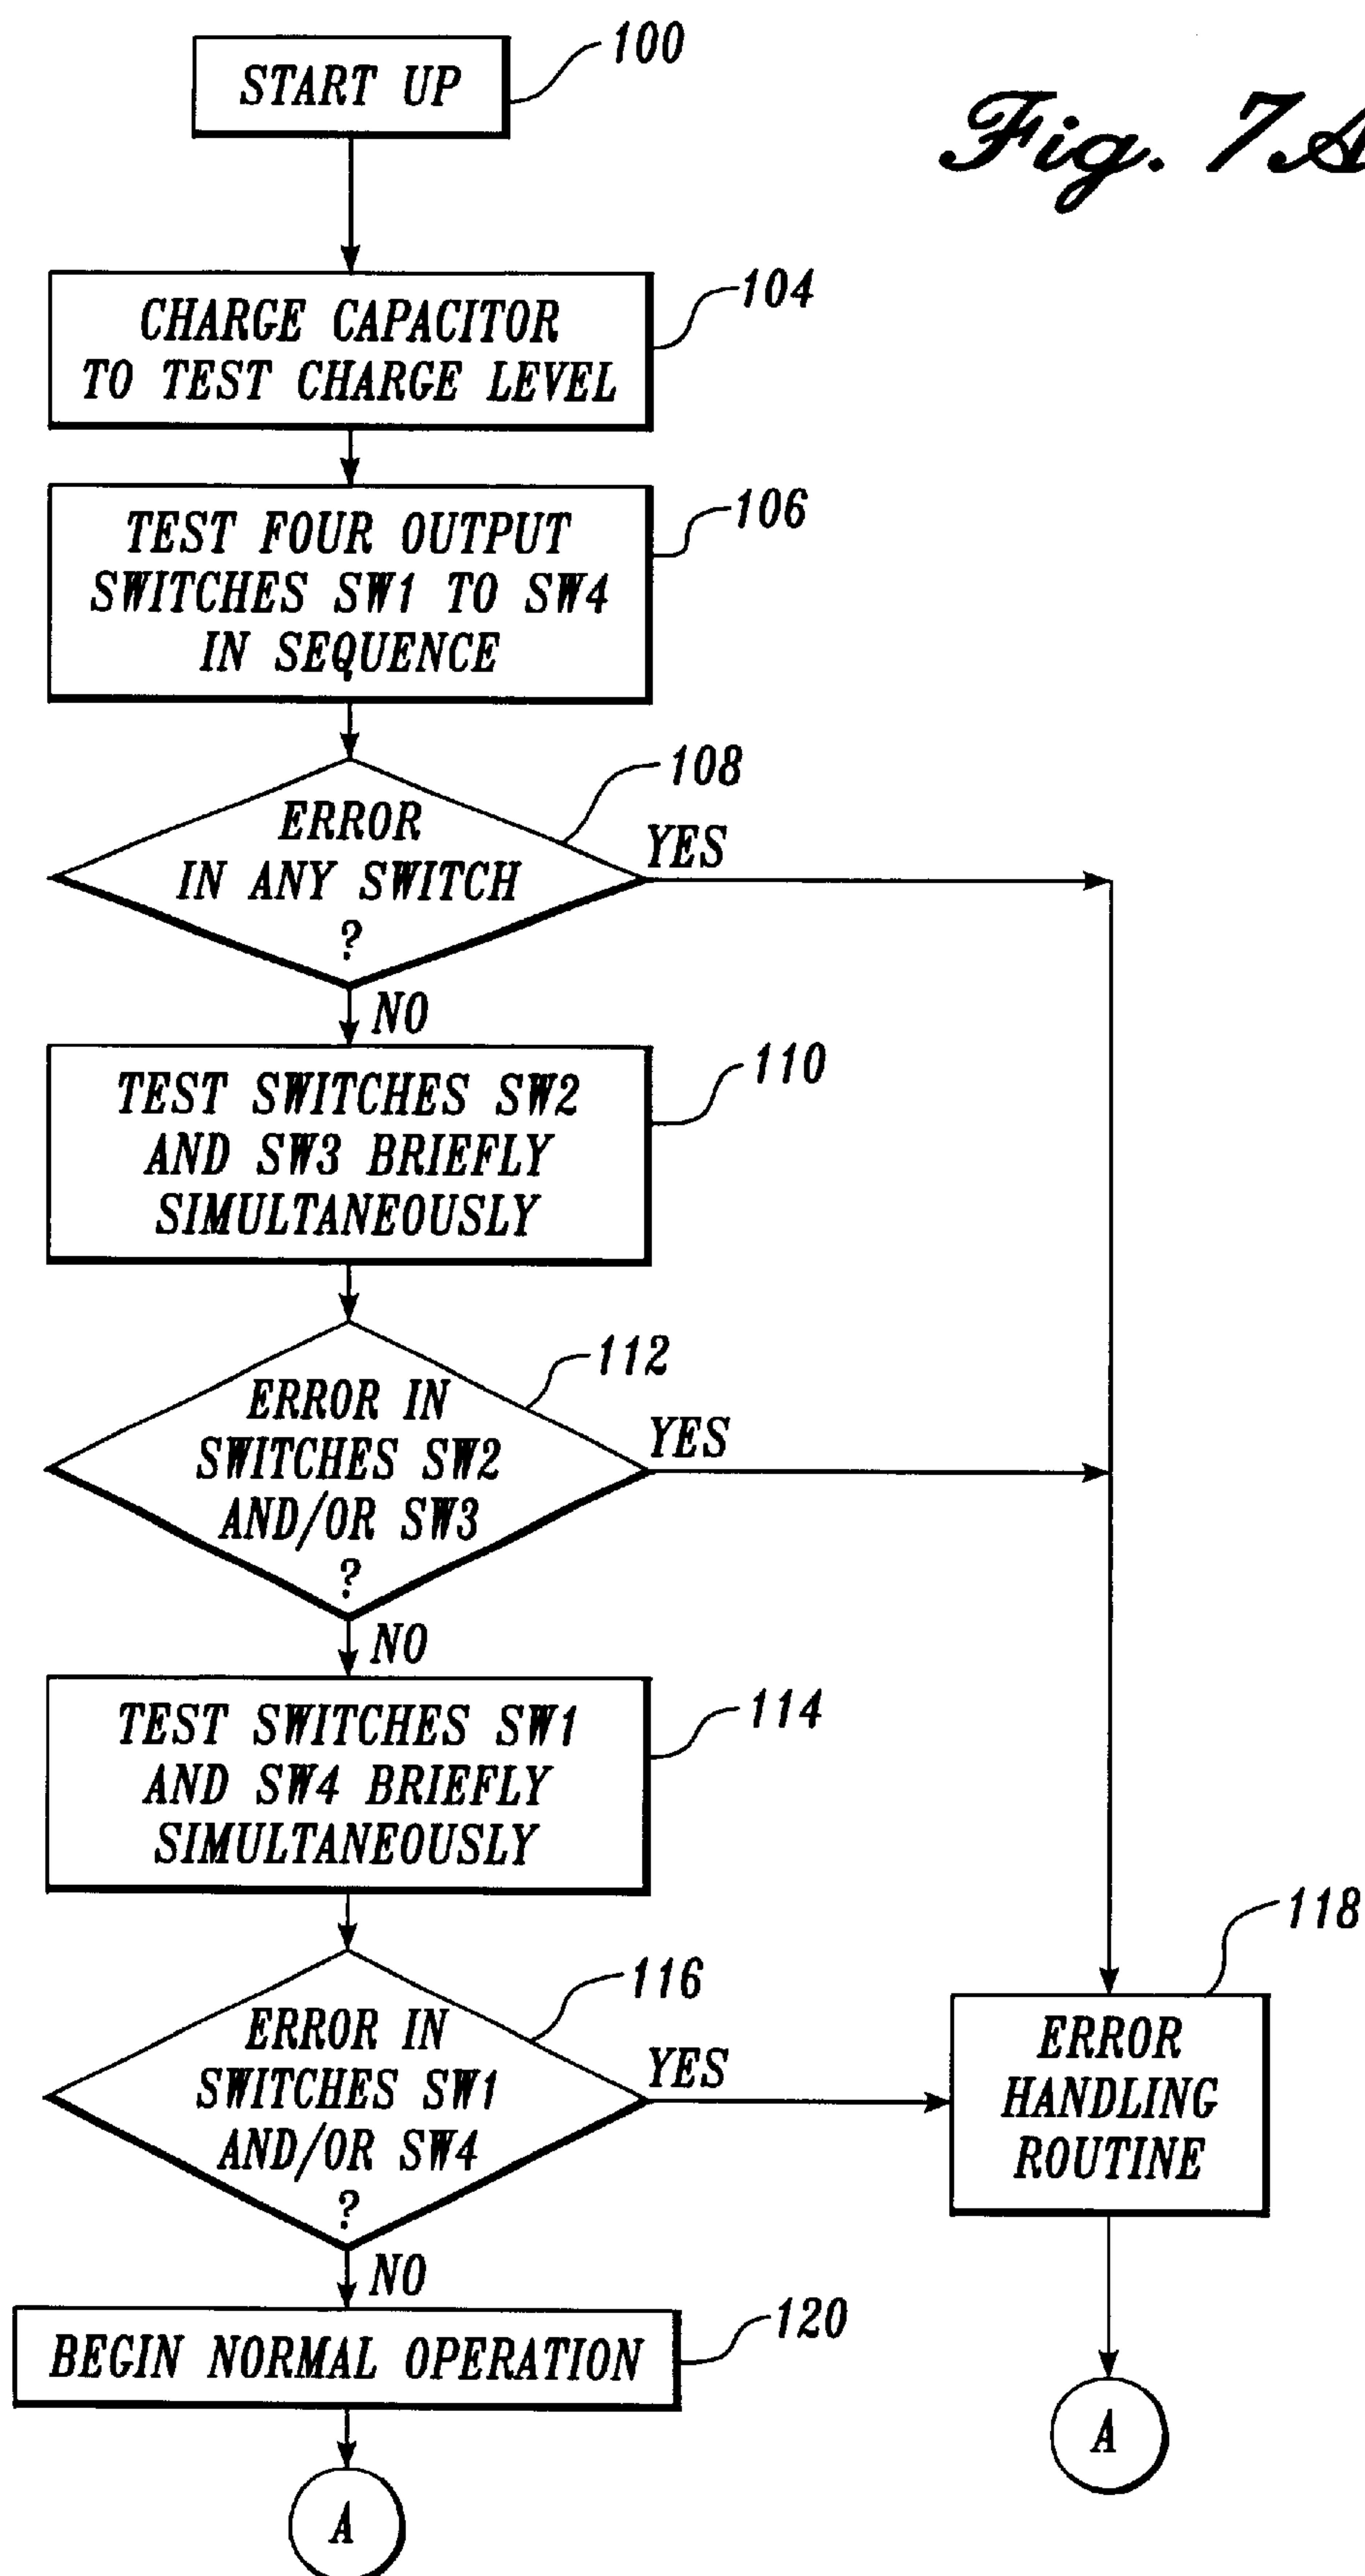 START UP
100
Fig. 7A
CHARGE CAPACITOR
TO TEST CHARGE LEVEL
104
TEST FOUR OUTPUT
SWITCHES SW1 TO SW4
IN SEQUENCE
106
ERROR
IN ANY SWITCH
?
108
YES
NO
TEST SWITCHES SW2
AND SW3 BRIEFLY
SIMULTANEOUSLY
110
ERROR IN
SWITCHES SW2
AND/OR SW3
?
112
YES
NO
TEST SWITCHES SW1
AND SW4 BRIEFLY
SIMULTANEOUSLY
114
ERROR IN
SWITCHES SW1
AND/OR SW4
?
116
YES
NO
118
ERROR
HANDLING
ROUTINE
BEGIN NORMAL OPERATION
120
A
A